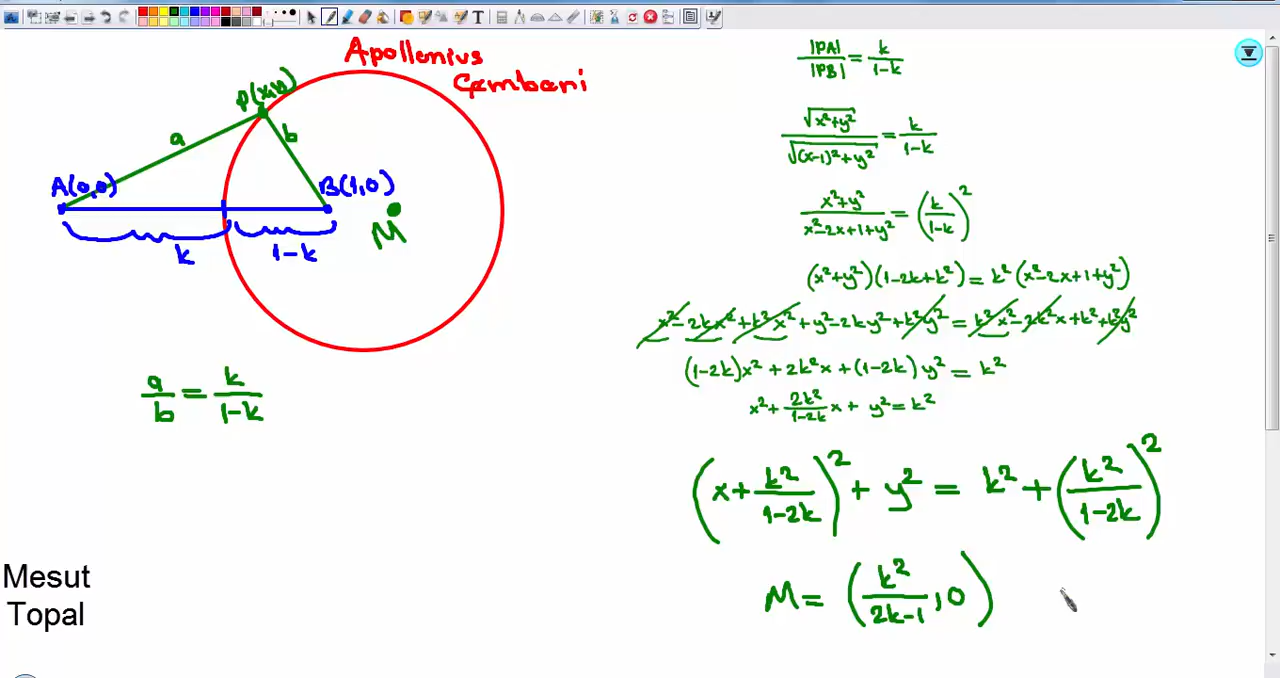 Apollenius
Çemberi
P(x,y)
a
b
A(0,0)
B(1,0)
M
k
1-k
a/b = k/(1-k)
|PA|/|PB| = k/(1-k)
√(x²+y²)/√((x-1)²+y²) = k/(1-k)
(x²+y²)/(x²-2x+1+y²) = (k/(1-k))²
(x²+y²)(1-2k+k²) = k²(x²-2x+1+y²)
x²-2kx²+k²x²+y²-2ky²+k²y² = k²x²-2k²x+k²+k²y²
(1-2k)x²+2k²x+(1-2k)y² = k²
x²+(2k²/(1-2k))x+y² = k²
(x+k²/(1-2k))²+y² = k²+(k²/(1-2k))²
M = (k²/(2k-1), 0)
Mesut
Topal